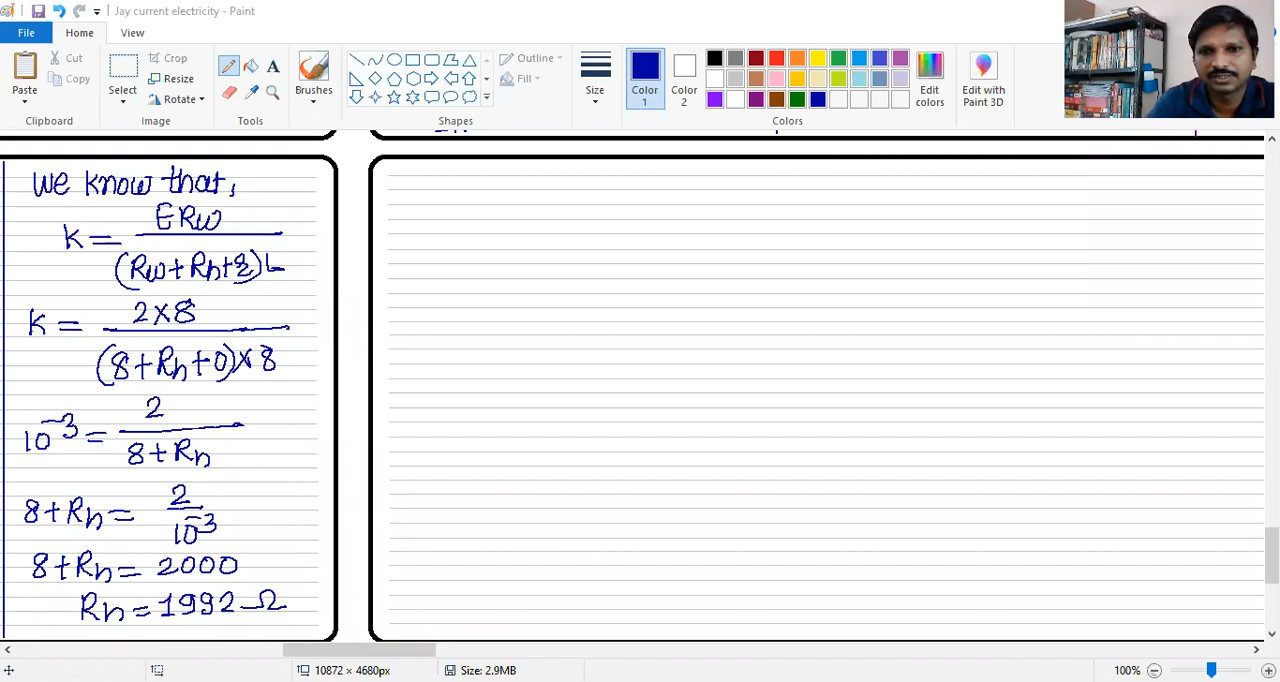 Jay current electricity - Paint
File
Home
View
Paste
Cut
Copy
Clipboard
Select
Crop
Resize
Rotate
Image
A
Tools
Brushes
Outline
Fill
Shapes
Size
Color 1
Color 2
Edit colors
Edit with Paint 3D
Colors
We know that,
K = ERw
(Rw+Rh+r)L
K = 2×8
(8+Rh+0)×8
10⁻³ = 2
8+Rh
8+Rh = 2
10⁻³
8+Rh = 2000
Rh = 1992 Ω
10872 × 4680px
Size: 2.9MB
100%